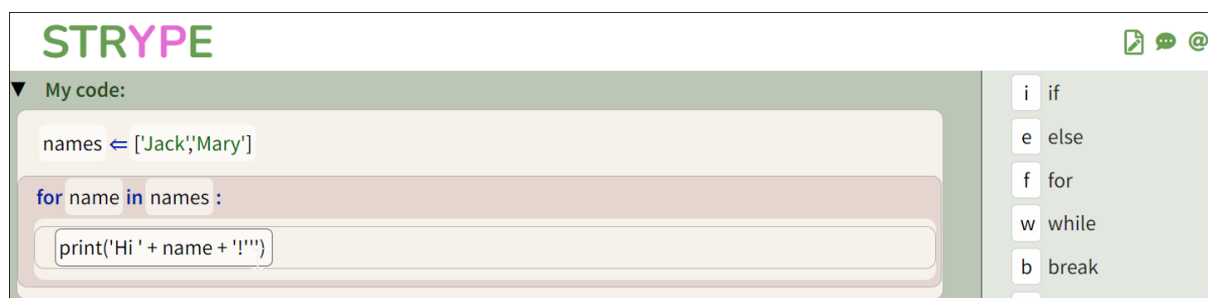 STRYPE
▼ My code:
names ⇐ ['Jack','Mary']
for name in names :
print('Hi ' + name + '!''')
i if
e else
f for
w while
b break